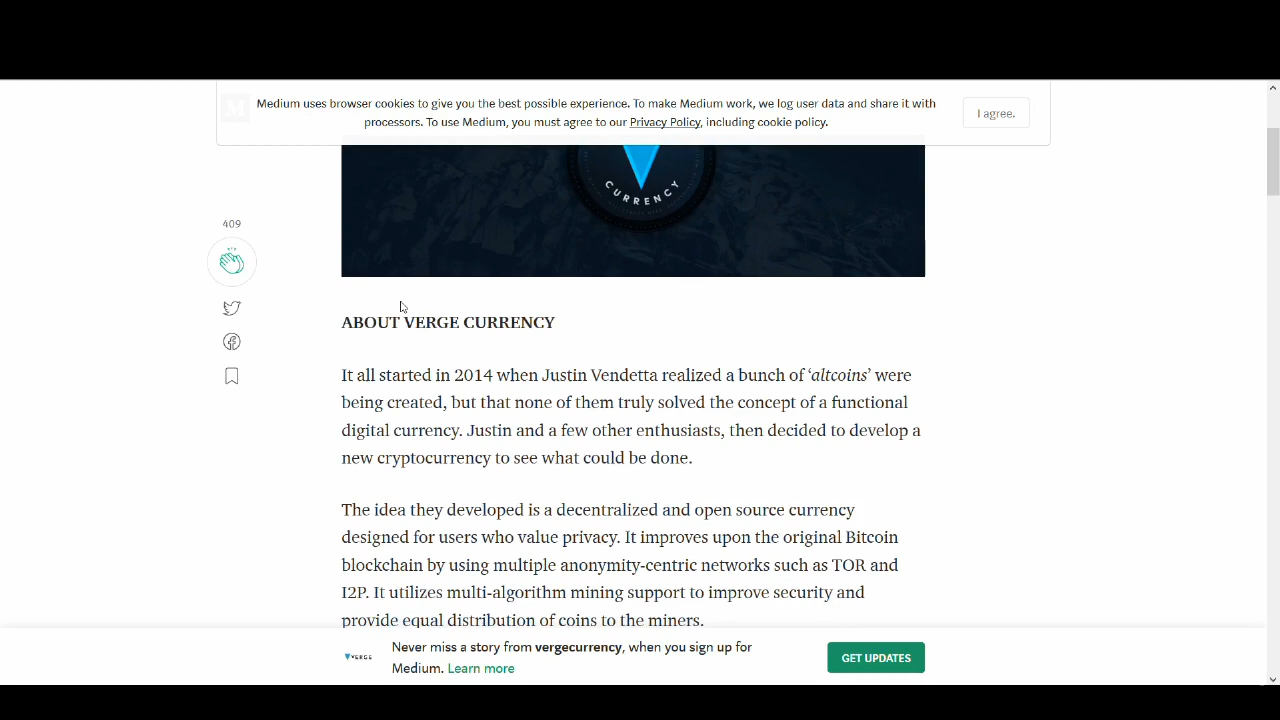 M
Medium uses browser cookies to give you the best possible experience. To make Medium work, we log user data and share it with
processors. To use Medium, you must agree to our Privacy Policy, including cookie policy.
I agree.
CURRENCY
409
ABOUT VERGE CURRENCY
It all started in 2014 when Justin Vendetta realized a bunch of ‘altcoins’ were
being created, but that none of them truly solved the concept of a functional
digital currency. Justin and a few other enthusiasts, then decided to develop a
new cryptocurrency to see what could be done.
The idea they developed is a decentralized and open source currency
designed for users who value privacy. It improves upon the original Bitcoin
blockchain by using multiple anonymity-centric networks such as TOR and
I2P. It utilizes multi-algorithm mining support to improve security and
provide equal distribution of coins to the miners.
VERGE
Never miss a story from vergecurrency, when you sign up for
Medium. Learn more
GET UPDATES